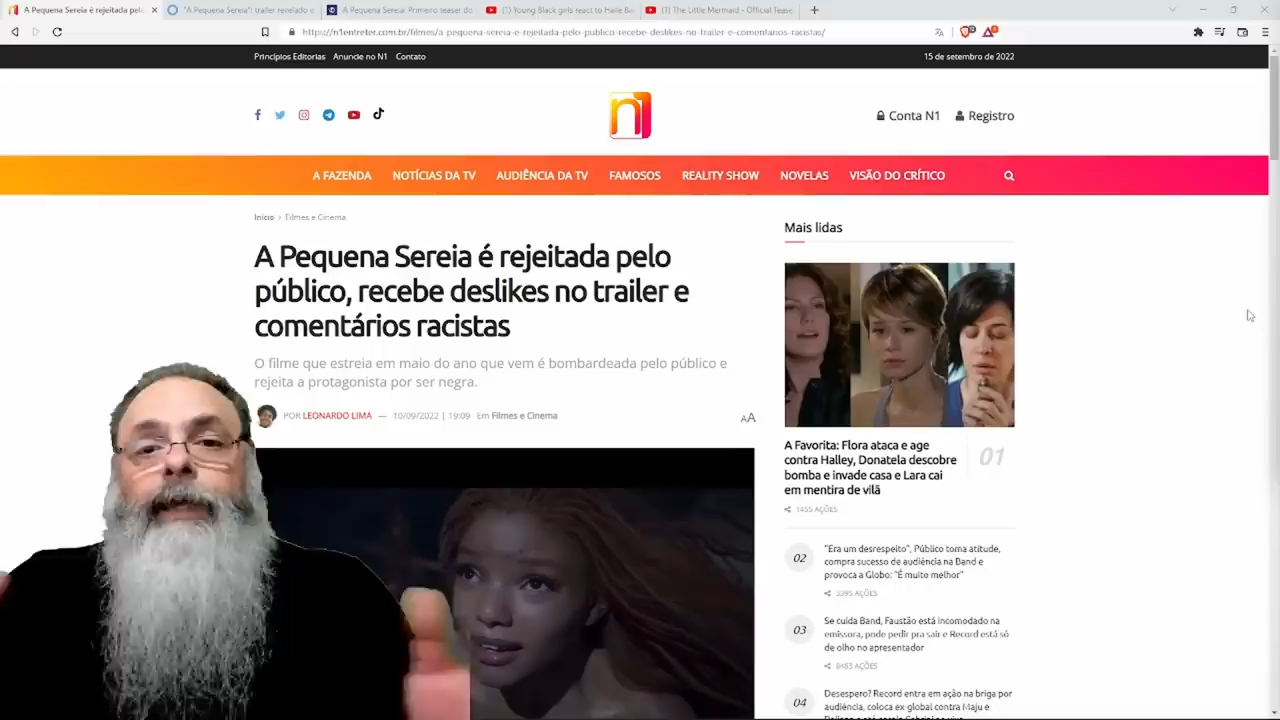 A Pequena Sereia é rejeitada pel
"A Pequena Sereia": trailer revelado e
A Pequena Sereia: Primeiro teaser do
(1) Young Black girls react to Halle Ba
(1) The Little Mermaid - Official Tease
https://n1entreter.com.br/filmes/a-pequena-sereia-e-rejeitada-pelo-publico-recebe-deslikes-no-trailer-e-comentarios-racistas/
Princípios Editorias Anuncie no N1 Contato
15 de setembro de 2022
n1
Conta N1 Registro
A FAZENDA NOTÍCIAS DA TV AUDIÊNCIA DA TV FAMOSOS REALITY SHOW NOVELAS VISÃO DO CRÍTICO
Início > Filmes e Cinema
A Pequena Sereia é rejeitada pelo
público, recebe deslikes no trailer e
comentários racistas
O filme que estreia em maio do ano que vem é bombardeada pelo público e
rejeita a protagonista por ser negra.
POR LEONARDO LIMA — 10/09/2022 | 19:09 Em Filmes e Cinema
AA
Mais lidas
A Favorita: Flora ataca e age
contra Halley, Donatela descobre
bomba e invade casa e Lara cai
em mentira de vilã
01
1455 AÇÕES
02
"Era um desrespeito", Público toma atitude,
compra sucesso de audiência na Band e
provoca a Globo: "É muito melhor"
3395 AÇÕES
03
Se cuida Band, Faustão está incomodado na
emissora, pode pedir pra sair e Record está só
de olho no apresentador
8463 AÇÕES
04
Desespero? Record entra em ação na briga por
audiência, coloca ex-global contra Maju e